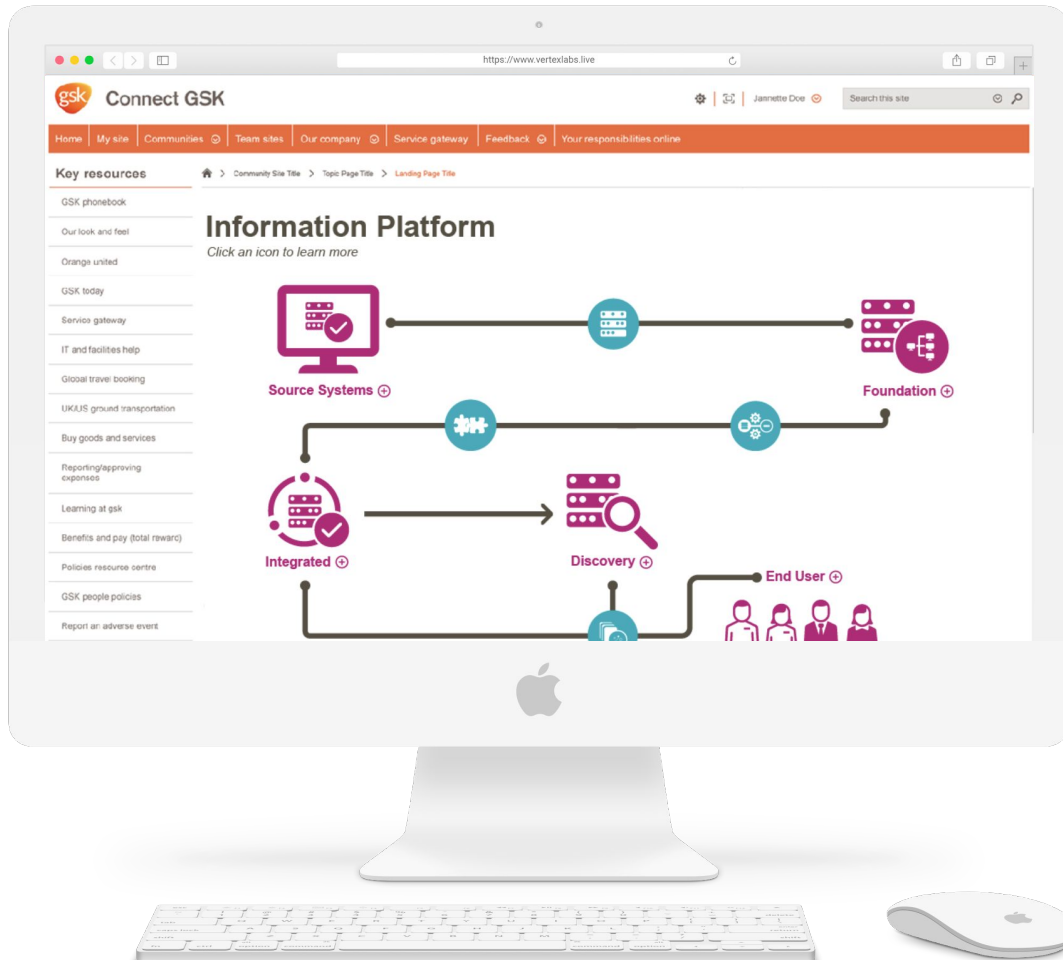 https://www.vertexlabs.live
gsk
Connect GSK
Jannette Doe
Search this site
Home
My site
Communities
Team sites
Our company
Service gateway
Feedback
Your responsibilities online
Key resources
Community Site Title > Topic Page Title > Landing Page Title
GSK phonebook
Our look and feel
Orange united
GSK today
Service gateway
IT and facilities help
Global travel booking
UK/US ground transportation
Buy goods and services
Reporting/approving
expenses
Learning at gsk
Benefits and pay (total reward)
Policies resource centre
GSK people policies
Report an adverse event
Information Platform
Click an icon to learn more
Source Systems
Foundation
Integrated
Discovery
End User